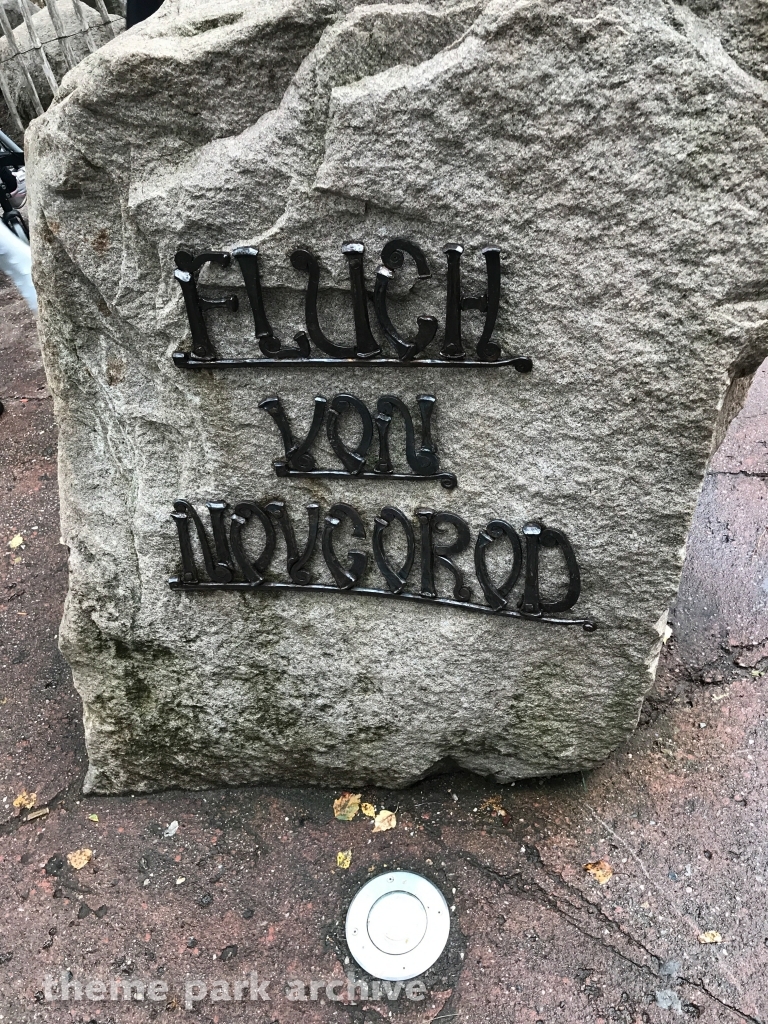 FLUCH
VON
NOVGOROD
theme park archive